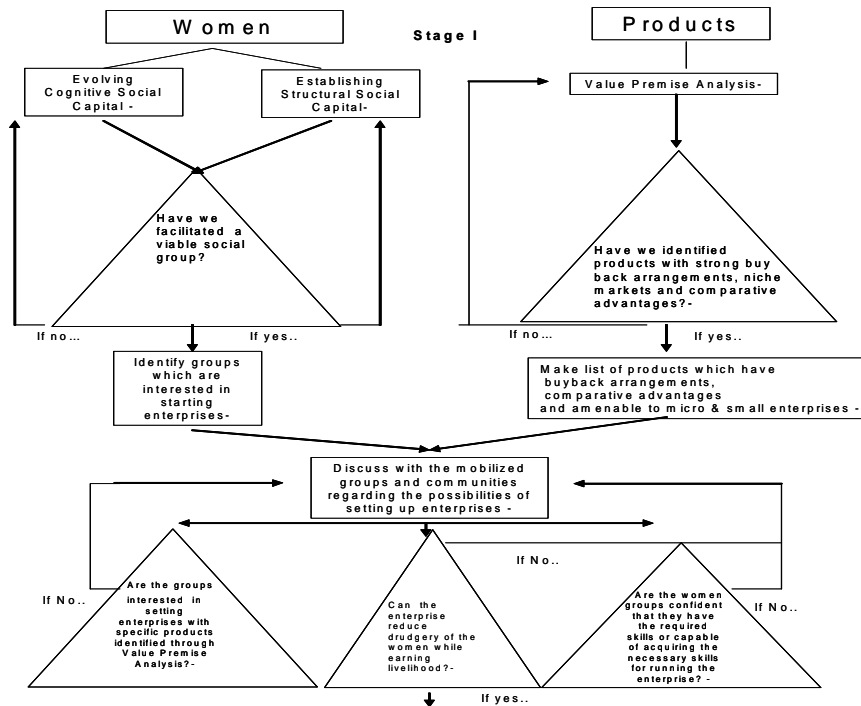 Women
Stage I
Products
Evolving
Cognitive Social
Capital -
Establishing
Structural Social
Capital-
Value Premise Analysis-
Have we
facilitated a
viable social
group?
Have we identified
products with strong buy
back arrangements, niche
markets and comparative
advantages?-
If no...
If yes..
If no...
If yes..
Identify groups
which are
interested in
starting
enterprises-
Make list of products which have
buyback arrangements,
comparative advantages
and amenable to micro & small enterprises -
Discuss with the mobilized
groups and communities
regarding the possibilities of
setting up enterprises -
If No..
Are the groups
interested in
setting
enterprises with
specific products
identified through
Value Premise
Analysis?-
If No..
Can the
enterprise
reduce
drudgery of the
women while
earning
livelihood?-
If No..
Are the women
groups confident
that they have
the required
skills or capable
of acquiring the
necessary skills
for running the
enterprise? -
If No..
If yes..